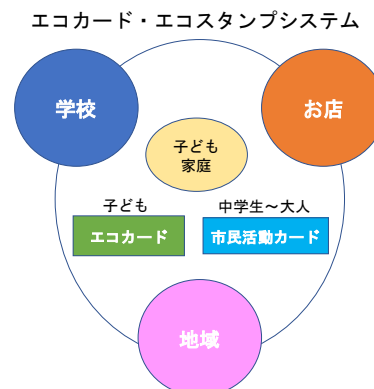 エコカード・エコスタンプシステム
学校
お店
子ども
家庭
子ども
中学生～大人
エコカード
市民活動カード
地域